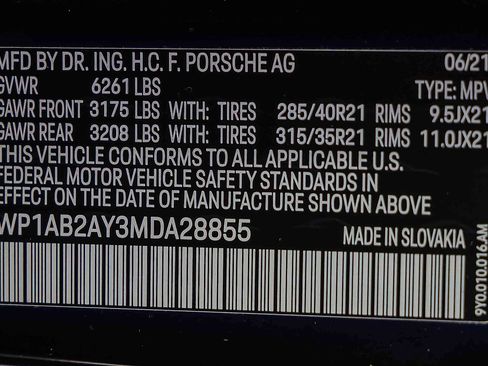 MFD BY DR. ING. H.C. F. PORSCHE AG 06/21
GVWR 6261 LBS TYPE: MPV
GAWR FRONT 3175 LBS WITH: TIRES 285/40R21 RIMS 9.5JX21
GAWR REAR 3208 LBS WITH: TIRES 315/35R21 RIMS 11.0JX21
THIS VEHICLE CONFORMS TO ALL APPLICABLE U.S.
FEDERAL MOTOR VEHICLE SAFETY STANDARDS IN
EFFECT ON THE DATE OF MANUFACTURE SHOWN ABOVE
WP1AB2AY3MDA28855 MADE IN SLOVAKIA
9Y0.010.016.AM